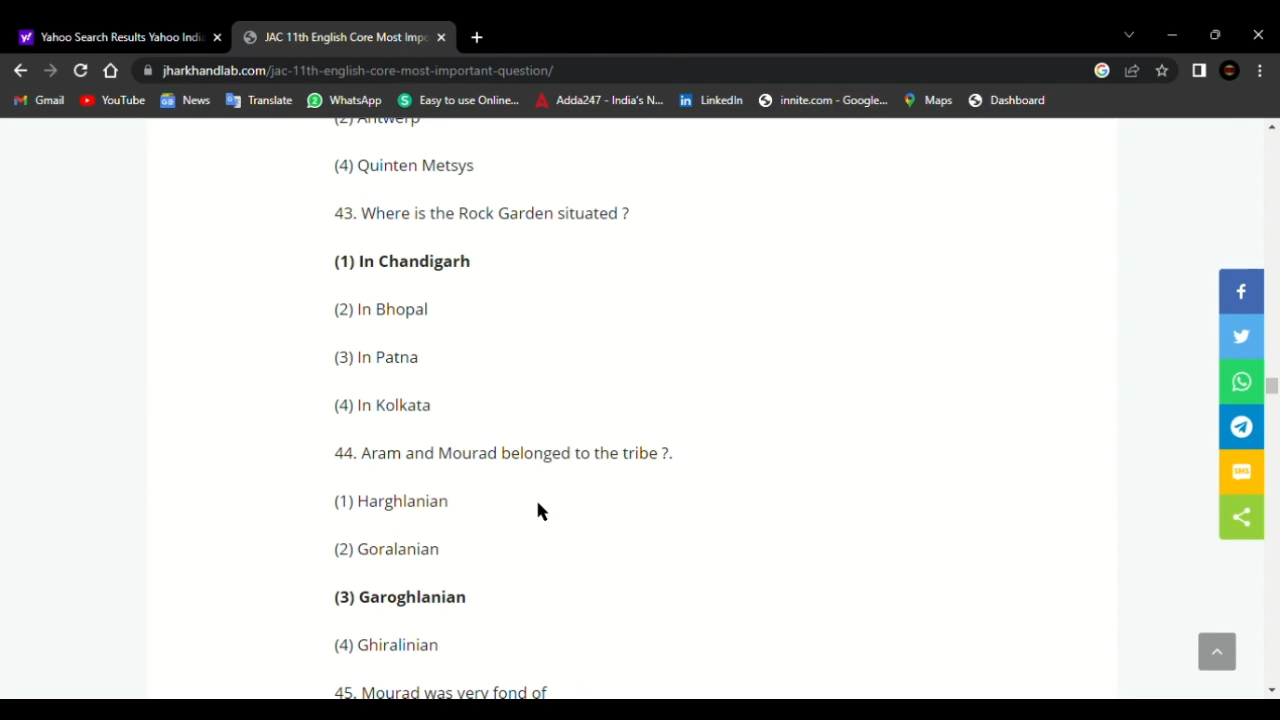 Yahoo Search Results Yahoo Indi
JAC 11th English Core Most Impo
jharkhandlab.com/jac-11th-english-core-most-important-question/
Gmail YouTube News Translate WhatsApp Easy to use Online... Adda247 - India's N... LinkedIn innite.com - Google... Maps Dashboard
(2) Antwerp
(4) Quinten Metsys
43. Where is the Rock Garden situated ?
(1) In Chandigarh
(2) In Bhopal
(3) In Patna
(4) In Kolkata
44. Aram and Mourad belonged to the tribe ?.
(1) Harghlanian
(2) Goralanian
(3) Garoghlanian
(4) Ghiralinian
45. Mourad was very fond of
SMS